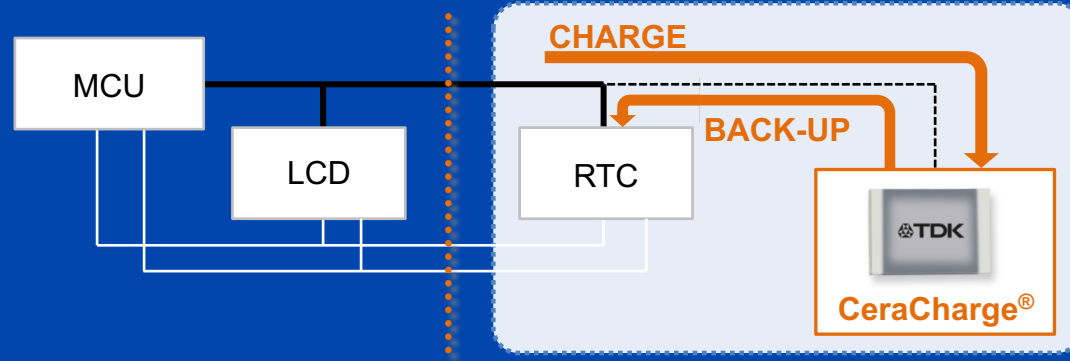 CHARGE
MCU
BACK-UP
LCD
RTC
TDK
CeraCharge®